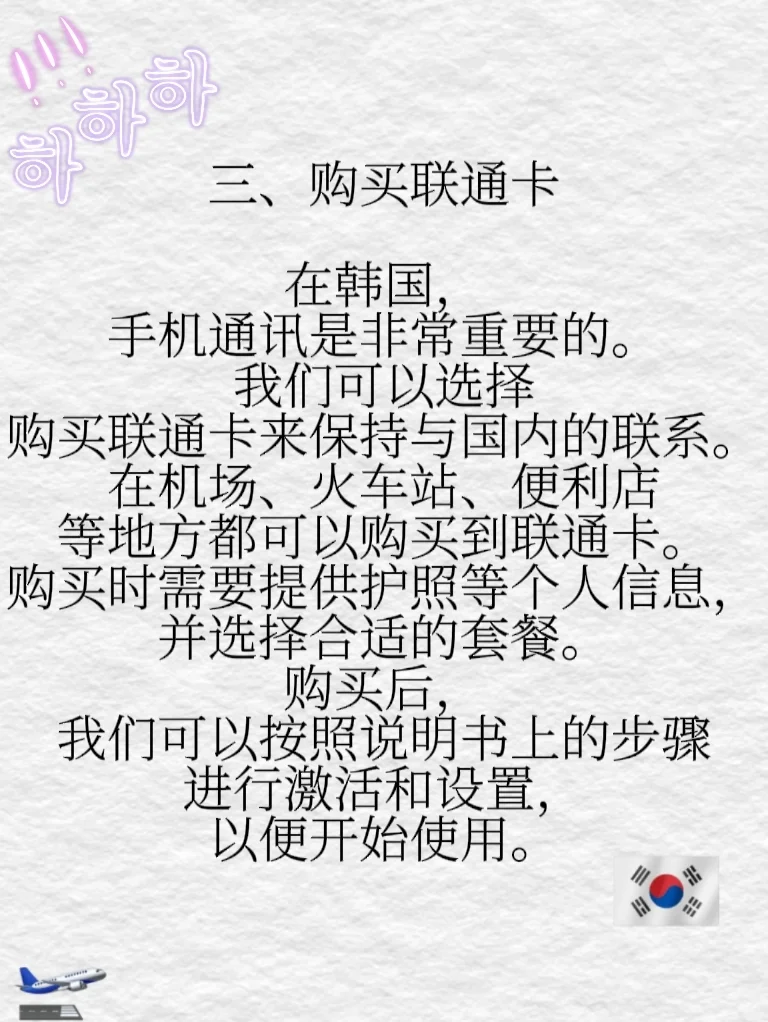 하하하!!!
三、购买联通卡
在韩国，
手机通讯是非常重要的。
我们可以选择
购买联通卡来保持与国内的联系。
在机场、火车站、便利店
等地方都可以购买到联通卡。
购买时需要提供护照等个人信息，
并选择合适的套餐。
购买后，
我们可以按照说明书上的步骤
进行激活和设置，
以便开始使用。